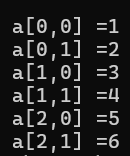 a[0,0] =1
a[0,1] =2
a[1,0] =3
a[1,1] =4
a[2,0] =5
a[2,1] =6